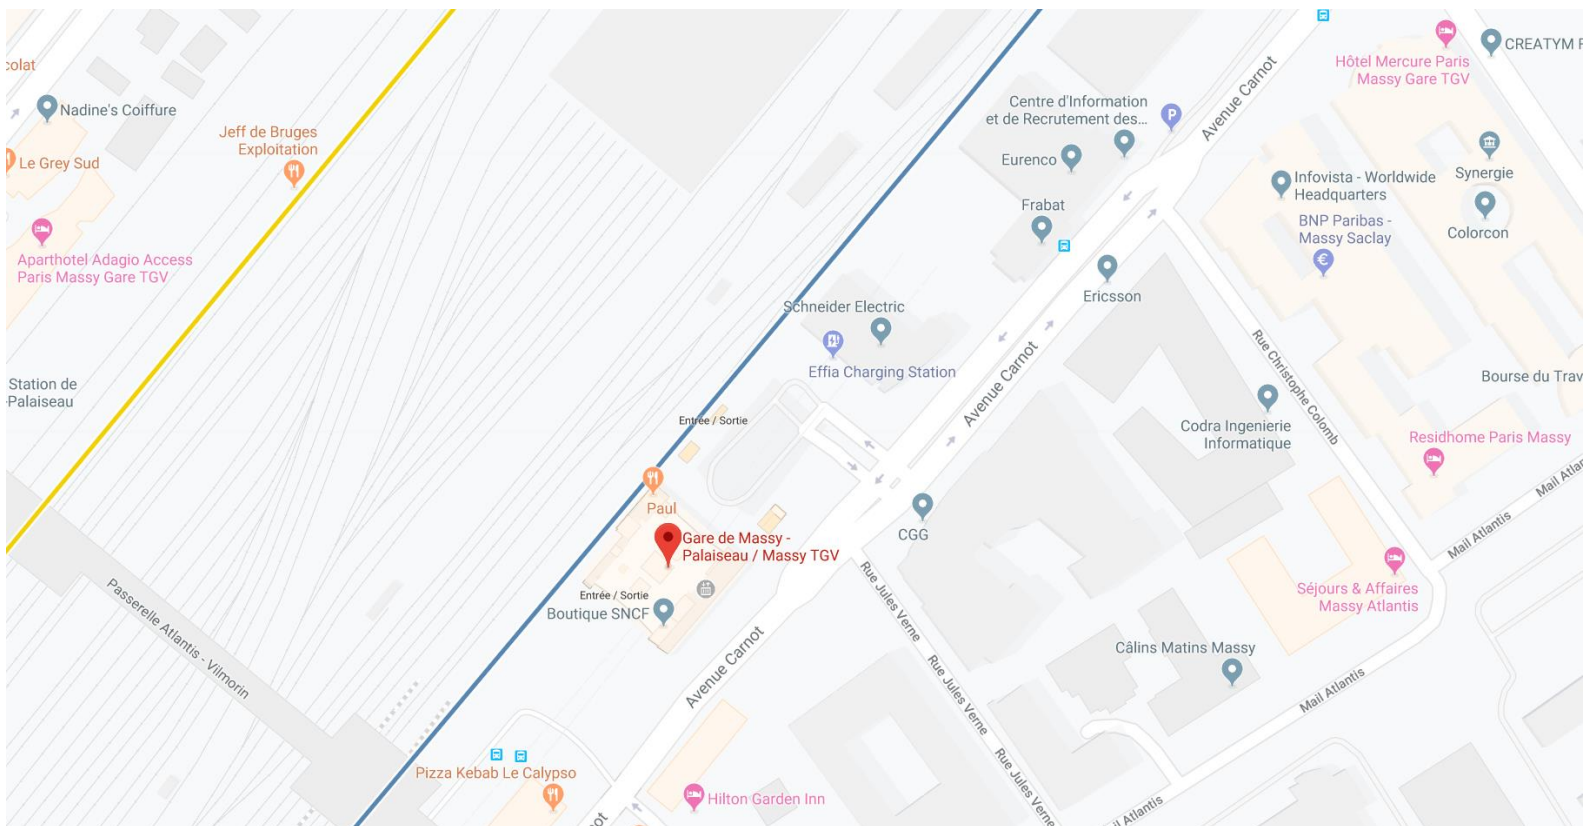 colat
Nadine's Coiffure
Le Grey Sud
Jeff de Bruges
Exploitation
Aparthotel Adagio Access
Paris Massy Gare TGV
Station de
-Palaiseau
Passerelle Atlantis - Vilmorin
Centre d'Information
et de Recrutement des...
P
Eurenco
Frabat
Avenue Carnot
Hôtel Mercure Paris
Massy Gare TGV
CREATYM F
Infovista - Worldwide
Headquarters
Synergie
BNP Paribas -
Massy Saclay
€
Colorcon
Ericsson
Schneider Electric
Effia Charging Station
Avenue Carnot
Rue Christophe Colomb
Bourse du Trav
Codra Ingenierie
Informatique
Residhome Paris Massy
Mail Atlan
Mail Atlantis
Entrée / Sortie
Paul
CGG
Gare de Massy -
Palaiseau / Massy TGV
Entrée / Sortie
Boutique SNCF
Rue Jules Verne
Séjours & Affaires
Massy Atlantis
Avenue Carnot
Rue Jules Verne
Câlins Matins Massy
Mail Atlantis
Pizza Kebab Le Calypso
Hilton Garden Inn
Rue Jules Verne
il Atlantis
ot